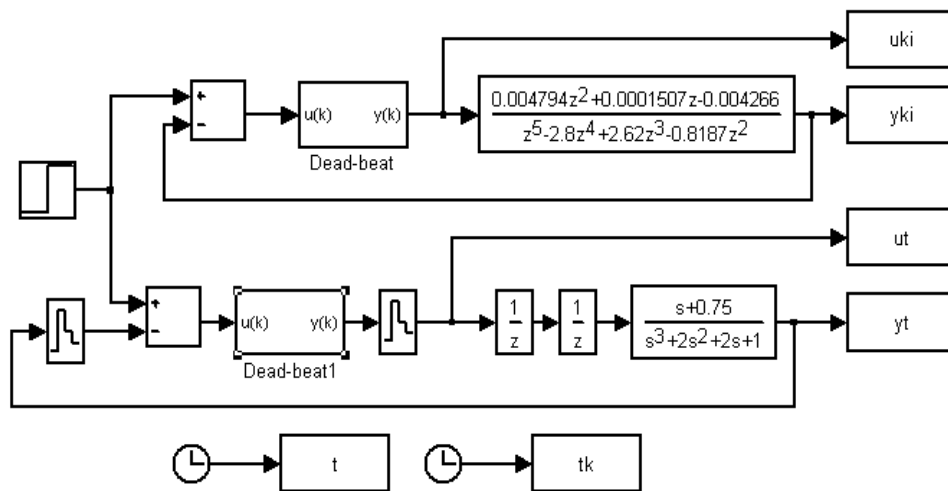 uki
+
−
u(k) y(k)
Dead-beat
0.004794z²+0.0001507z-0.004266
z⁵-2.8z⁴+2.62z³-0.8187z²
yki
ut
+
−
u(k) y(k)
Dead-beat1
1
z
1
z
s+0.75
s³+2s²+2s+1
yt
t
tk